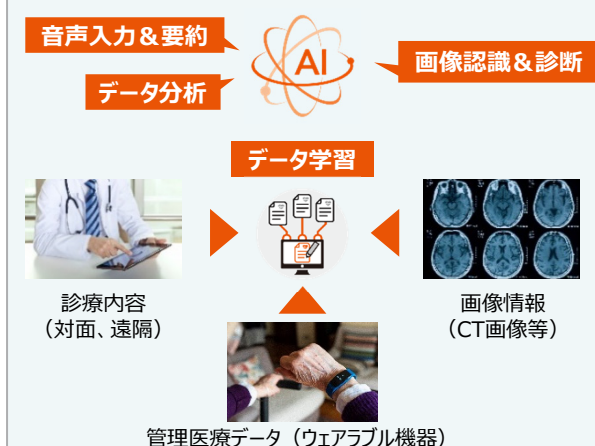 音声入力＆要約
AI
画像認識＆診断
データ分析
データ学習
診療内容
（対面、遠隔）
画像情報
（CT画像等）
管理医療データ（ウェアラブル機器）